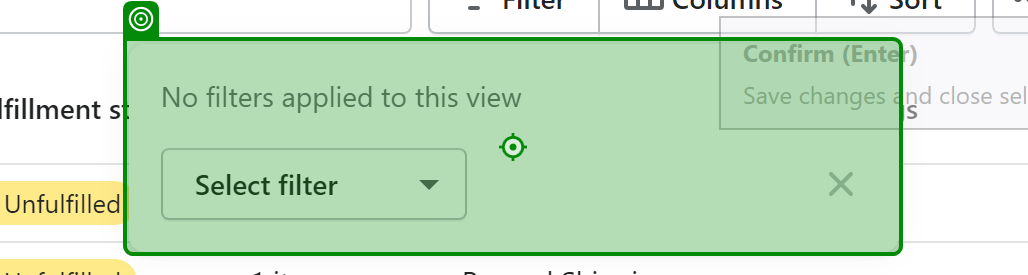 Filter Columns Sort
Confirm (Enter)
Save changes and close sel
No filters applied to this view
lfillment st
Select filter
Unfulfilled
Unfulfilled